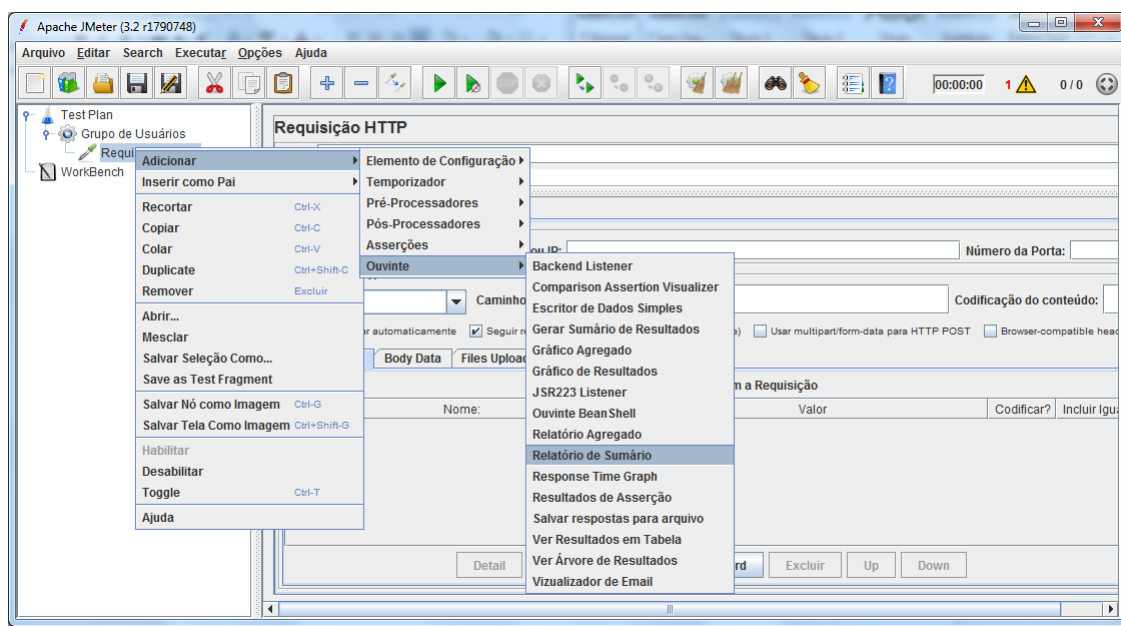 Apache JMeter (3.2 r1790748)
Arquivo Editar Search Executar Opções Ajuda
00:00:00 1 0 / 0
Test Plan
Grupo de Usuários
Requi
WorkBench
Requisição HTTP
ou IP:
Número da Porta:
Caminho
Codificação do conteúdo:
automaticamente Seguir
Usar multipart/form-data para HTTP POST Browser-compatible head
Body Data Files Upload
a Requisição
Nome: Valor Codificar? Incluir Igu
Detail
rd Excluir Up Down
Adicionar
Inserir como Pai
Recortar Ctrl-X
Copiar Ctrl-C
Colar Ctrl-V
Duplicate Ctrl+Shift-C
Remover Excluir
Abrir...
Mesclar
Salvar Seleção Como...
Save as Test Fragment
Salvar Nó como Imagem Ctrl-G
Salvar Tela Como Imagem Ctrl+Shift-G
Habilitar
Desabilitar
Toggle Ctrl-T
Ajuda
Elemento de Configuração
Temporizador
Pré-Processadores
Pós-Processadores
Asserções
Ouvinte
Backend Listener
Comparison Assertion Visualizer
Escritor de Dados Simples
Gerar Sumário de Resultados
Gráfico Agregado
Gráfico de Resultados
JSR223 Listener
Ouvinte BeanShell
Relatório Agregado
Relatório de Sumário
Response Time Graph
Resultados de Asserção
Salvar respostas para arquivo
Ver Resultados em Tabela
Ver Árvore de Resultados
Vizualizador de Email